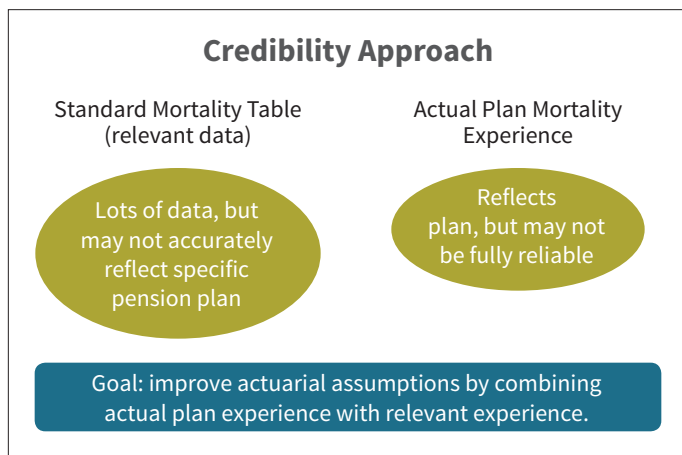 Credibility Approach
Standard Mortality Table
(relevant data)
Actual Plan Mortality
Experience
Lots of data, but
may not accurately
reflect specific
pension plan
Reflects
plan, but may not
be fully reliable
Goal: improve actuarial assumptions by combining
actual plan experience with relevant experience.